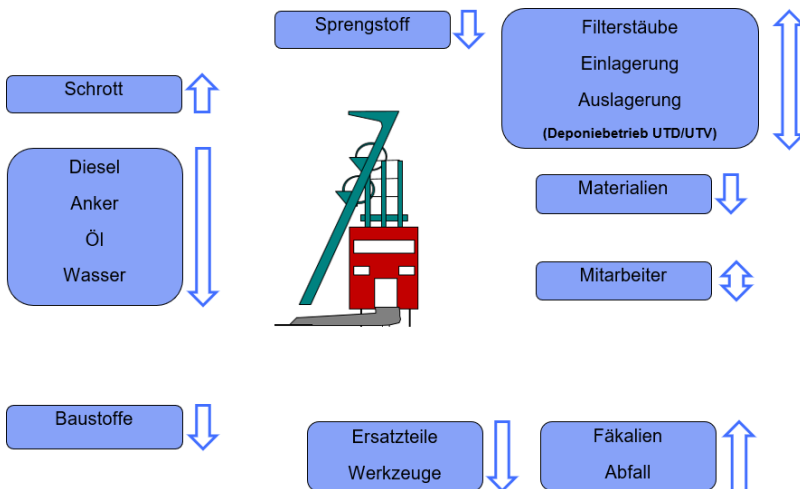 Sprengstoff
Filterstäube
Einlagerung
Auslagerung
(Deponiebetrieb UTD/UTV)
Schrott
Diesel
Anker
Öl
Wasser
Materialien
Mitarbeiter
Baustoffe
Ersatzteile
Werkzeuge
Fäkalien
Abfall